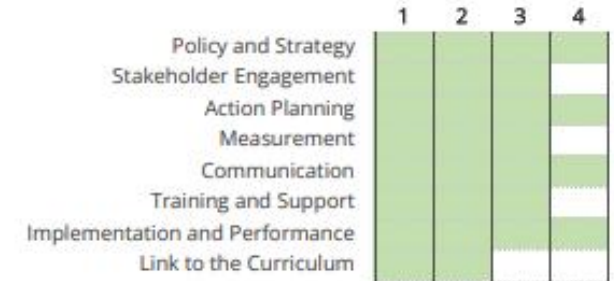 1 2 3 4
Policy and Strategy
Stakeholder Engagement
Action Planning
Measurement
Communication
Training and Support
Implementation and Performance
Link to the Curriculum